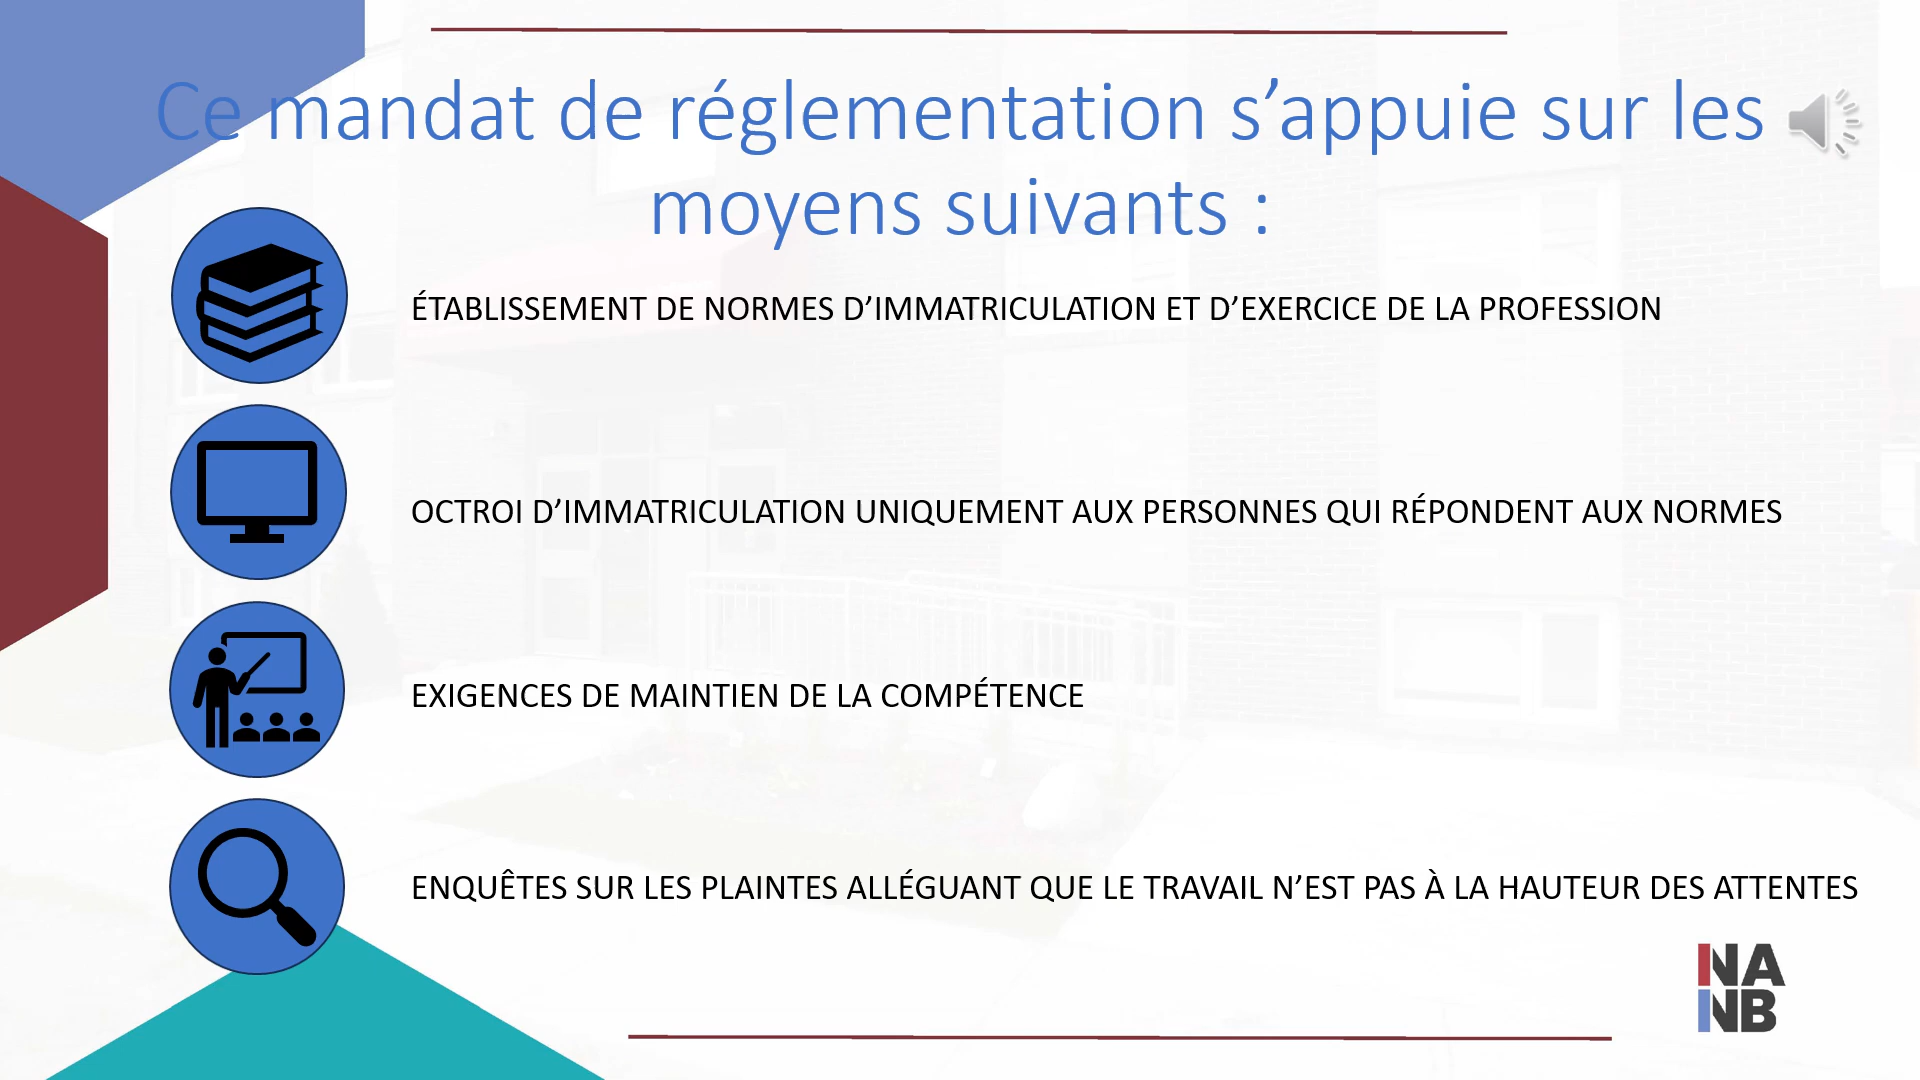 Ce mandat de réglementation s’appuie sur les
moyens suivants :
ÉTABLISSEMENT DE NORMES D’IMMATRICULATION ET D’EXERCICE DE LA PROFESSION
OCTROI D’IMMATRICULATION UNIQUEMENT AUX PERSONNES QUI RÉPONDENT AUX NORMES
EXIGENCES DE MAINTIEN DE LA COMPÉTENCE
ENQUÊTES SUR LES PLAINTES ALLÉGUANT QUE LE TRAVAIL N’EST PAS À LA HAUTEUR DES ATTENTES
NA
NB